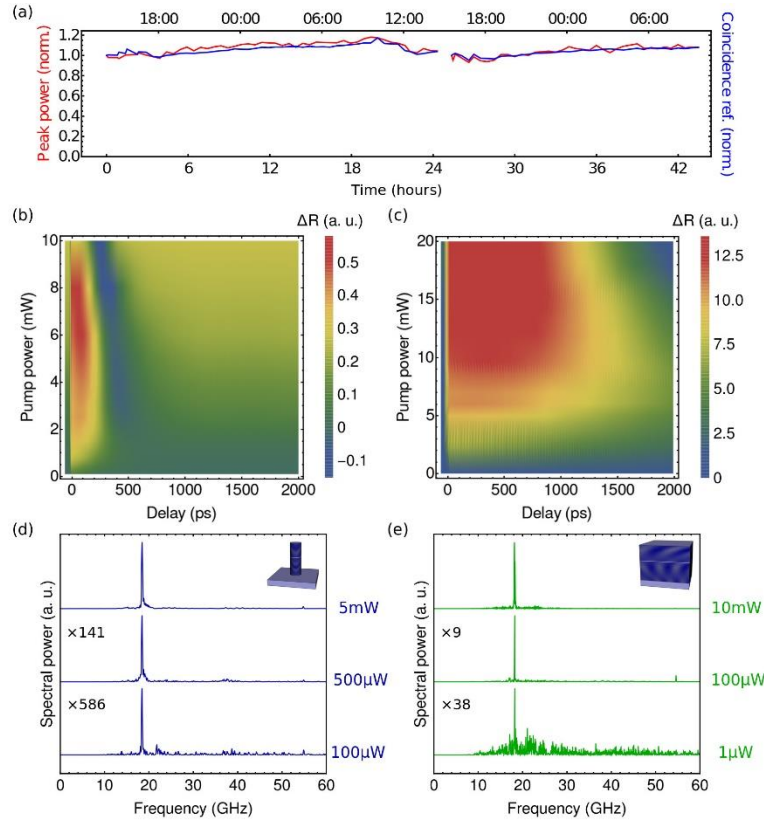 (a)
18:00 00:00 06:00 12:00 18:00 00:00 06:00
Peak power (norm.)
1.2
1.0
0.8
0.6
0.4
0.2
0.0
Coincidence ref. (norm.)
0 6 12 18 24 30 36 42
Time (hours)
(b)
ΔR (a. u.)
Pump power (mW)
10
8
6
4
2
0
0 500 1000 1500 2000
Delay (ps)
0.5
0.4
0.3
0.2
0.1
0
−0.1
(c)
ΔR (a. u.)
Pump power (mW)
20
15
10
5
0
0 500 1000 1500 2000
Delay (ps)
12.5
10.0
7.5
5.0
2.5
0
(d)
Spectral power (a. u.)
5mW
×141
500μW
×586
100μW
0 10 20 30 40 50 60
Frequency (GHz)
(e)
Spectral power (a. u.)
10mW
×9
100μW
×38
1μW
0 10 20 30 40 50 60
Frequency (GHz)